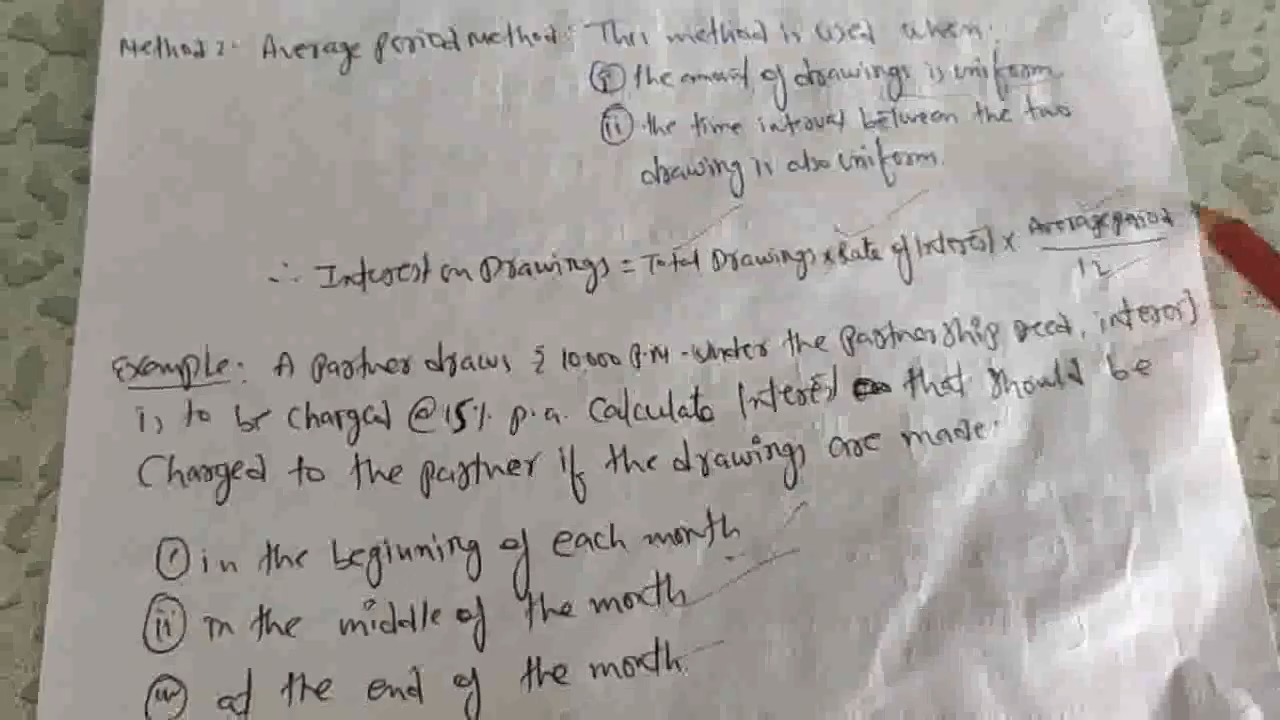 Method 2: Average period method: This method is used when:
(i) the amount of drawings is uniform
(ii) the time interval between the two
drawing is also uniform.
∴ Interest on Drawings = Total Drawings × Rate of Interest × Average period / 12
Example: A partner draws ₹ 10,000 P.M. Under the partnership Deed, interest
is to be charged @ 15% p.a. Calculate Interest that should be
Charged to the partner if the drawings are made:
(i) in the beginning of each month
(ii) in the middle of the month
(iii) at the end of the month